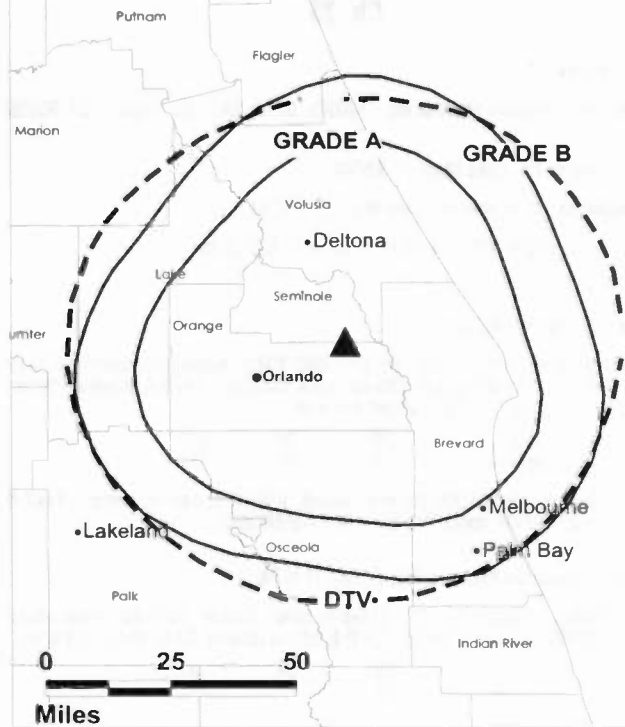 Putnam
Flagler
Marion
GRADE A
GRADE B
Volusia
Deltona
Lake
Seminole
umter
Orange
Orlando
Brevard
Melbourne
Lakeland
Osceola
Palm Bay
Polk
DTV
Indian River
0 25 50
Miles